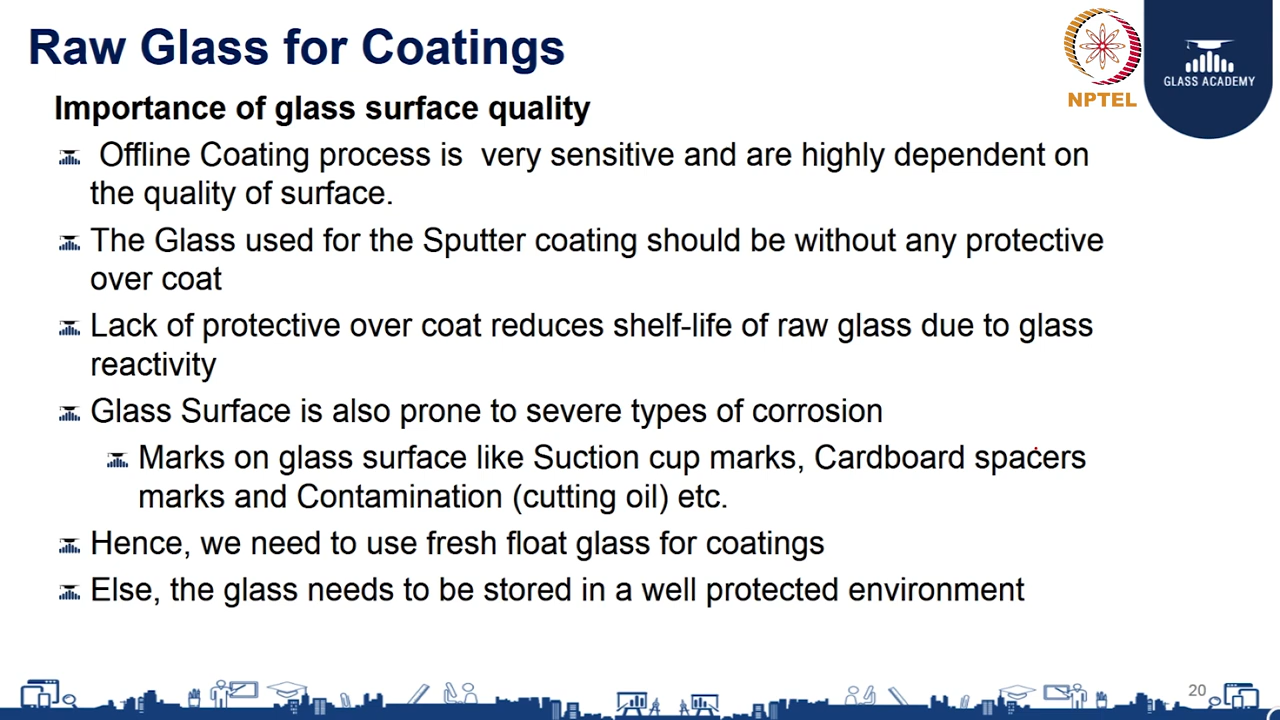 Raw Glass for Coatings
NPTEL
GLASS ACADEMY
Importance of glass surface quality
Offline Coating process is very sensitive and are highly dependent on
the quality of surface.
The Glass used for the Sputter coating should be without any protective
over coat
Lack of protective over coat reduces shelf-life of raw glass due to glass
reactivity
Glass Surface is also prone to severe types of corrosion
Marks on glass surface like Suction cup marks, Cardboard spacers
marks and Contamination (cutting oil) etc.
Hence, we need to use fresh float glass for coatings
Else, the glass needs to be stored in a well protected environment
20